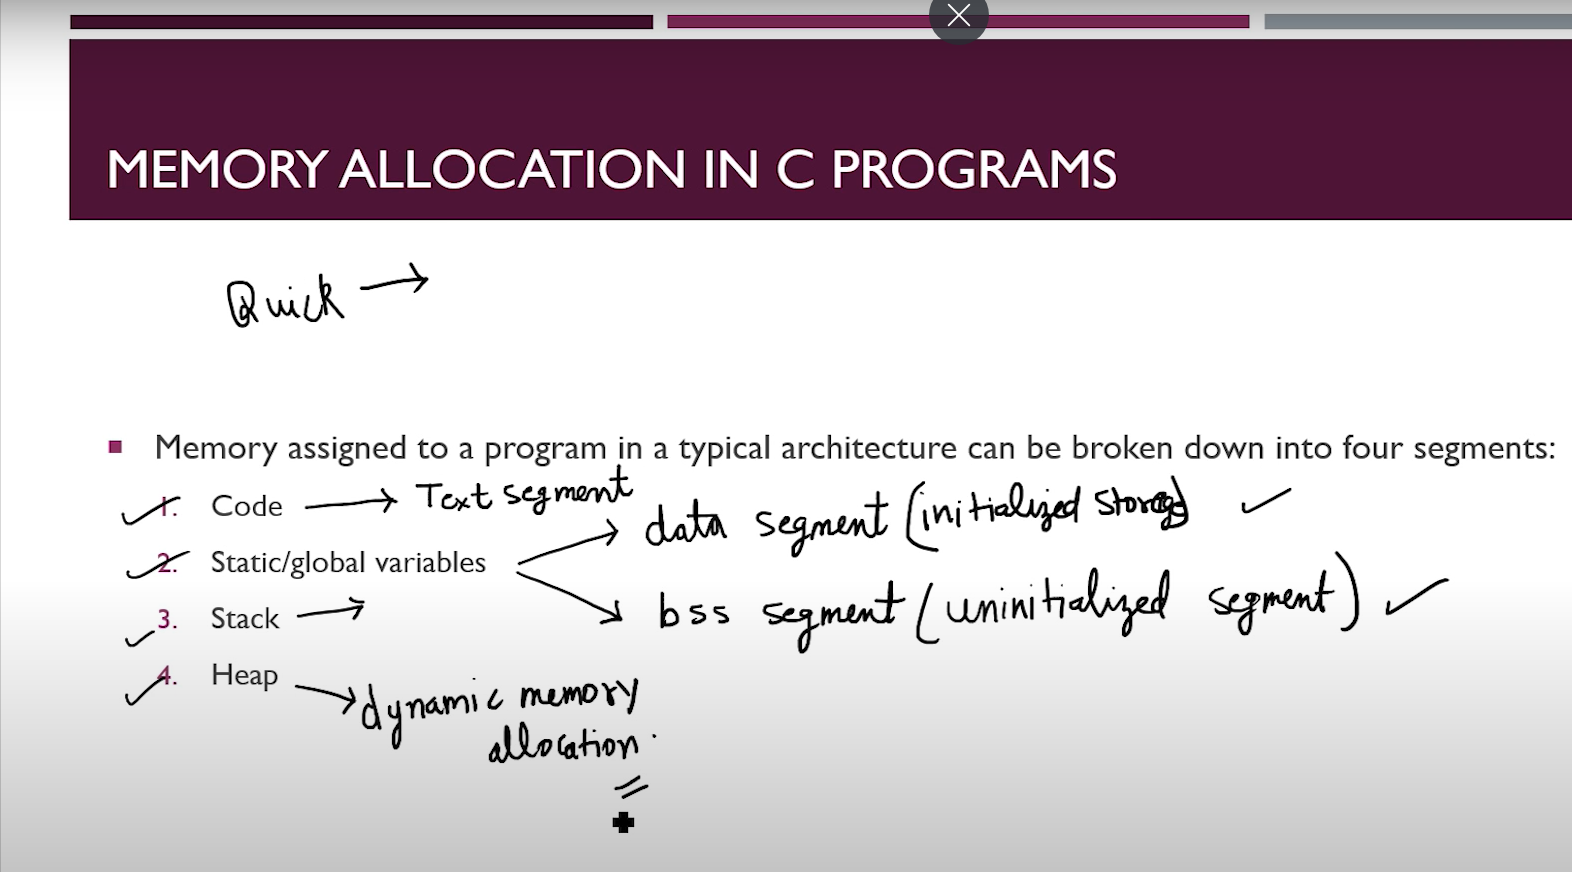 MEMORY ALLOCATION IN C PROGRAMS
Quick →
Memory assigned to a program in a typical architecture can be broken down into four segments:
1. Code → Text segment
2. Static/global variables
data segment (initialized storage)
bss segment (uninitialized segment)
3. Stack →
4. Heap → dynamic memory
allocation.